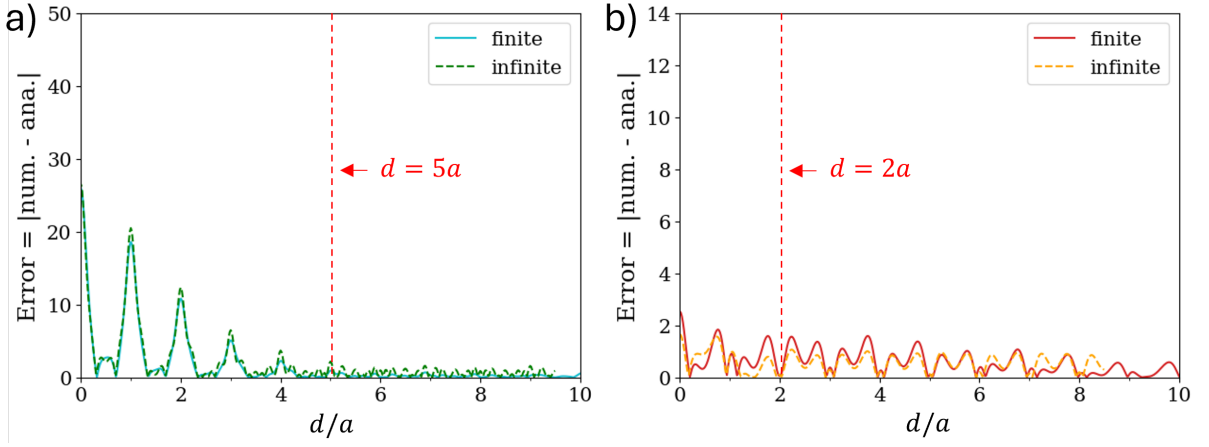 a)
50
40
30
20
10
0
Error = |num. - ana.|
finite
infinite
d = 5a
0
2
4
6
8
10
d/a
b)
14
12
10
8
6
4
2
0
Error = |num. - ana.|
finite
infinite
d = 2a
0
2
4
6
8
10
d/a